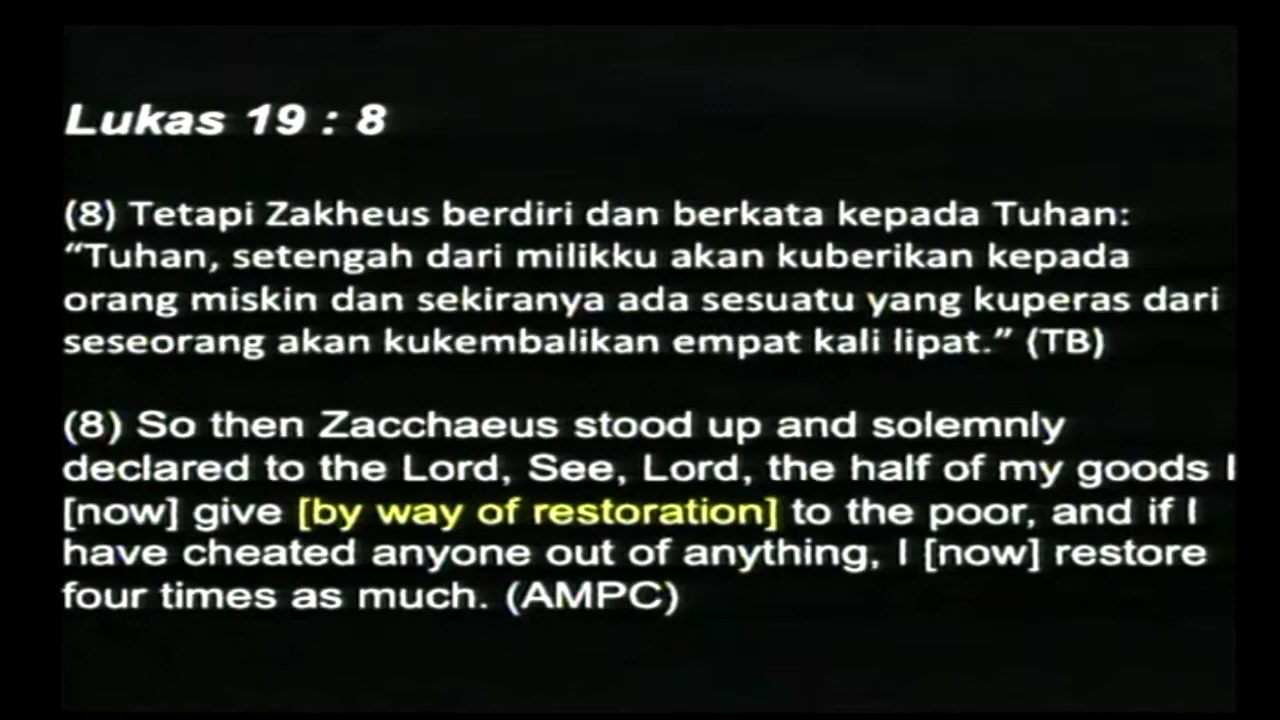 Lukas 19 : 8
(8) Tetapi Zakheus berdiri dan berkata kepada Tuhan:
“Tuhan, setengah dari milikku akan kuberikan kepada
orang miskin dan sekiranya ada sesuatu yang kuperas dari
seseorang akan kukembalikan empat kali lipat.” (TB)
(8) So then Zacchaeus stood up and solemnly
declared to the Lord, See, Lord, the half of my goods I
[now] give [by way of restoration] to the poor, and if I
have cheated anyone out of anything, I [now] restore
four times as much. (AMPC)